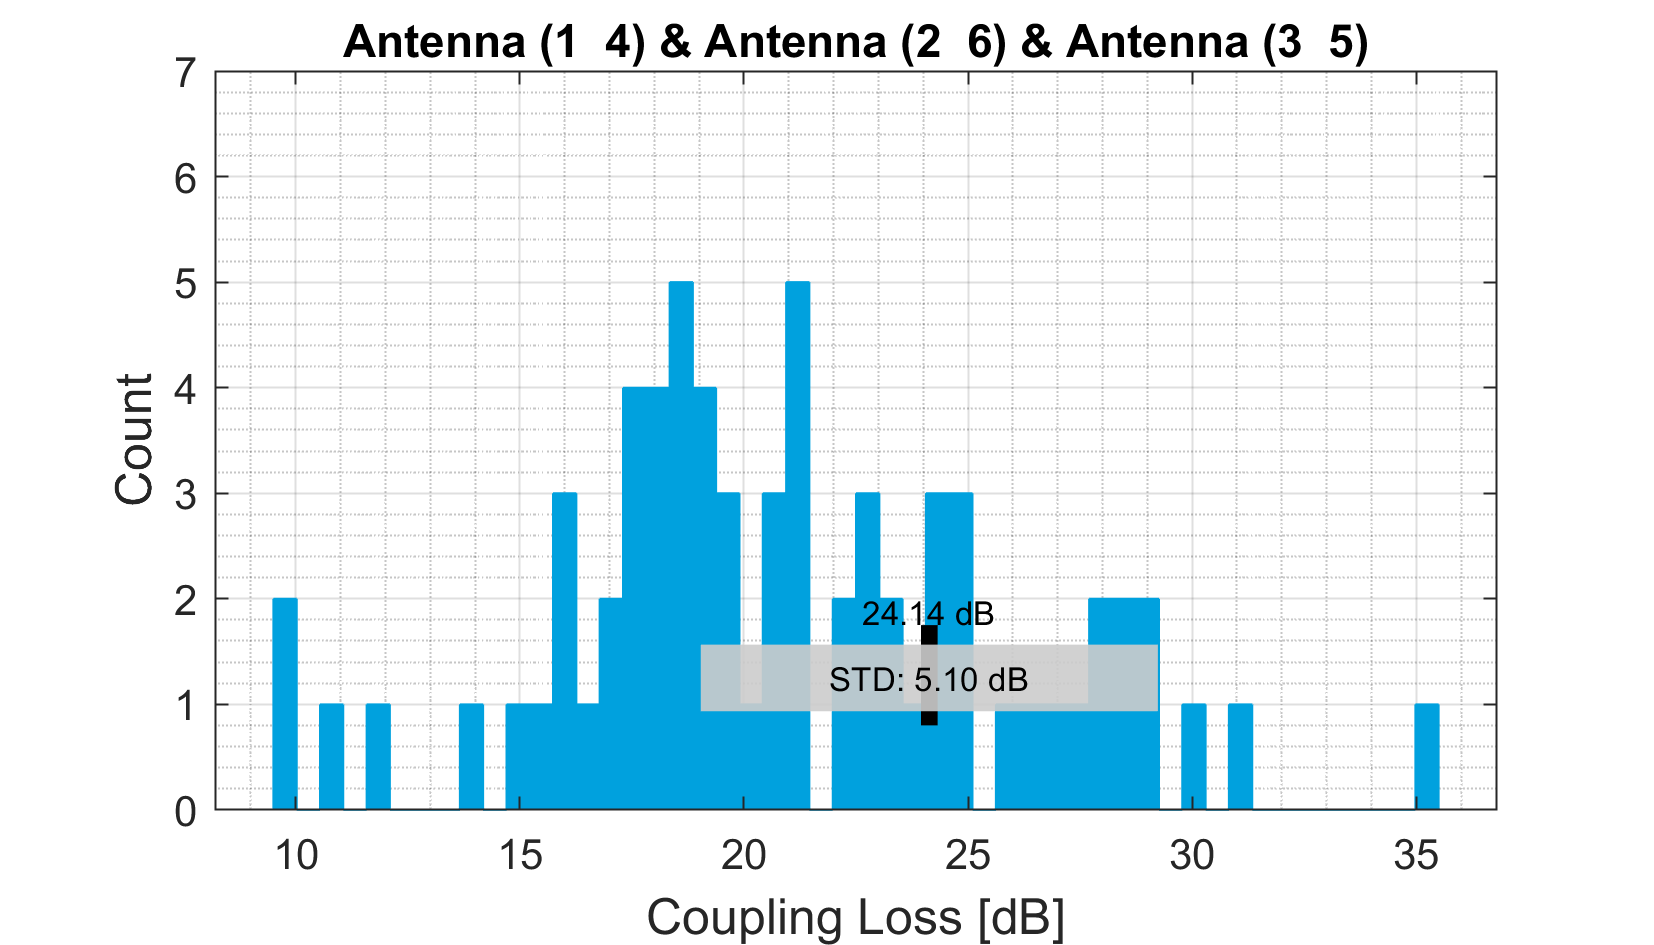 Antenna (1  4) & Antenna (2  6) & Antenna (3  5)
7
6
5
4
3
2
1
0
Count
24.14 dB
STD: 5.10 dB
10 15 20 25 30 35
Coupling Loss [dB]